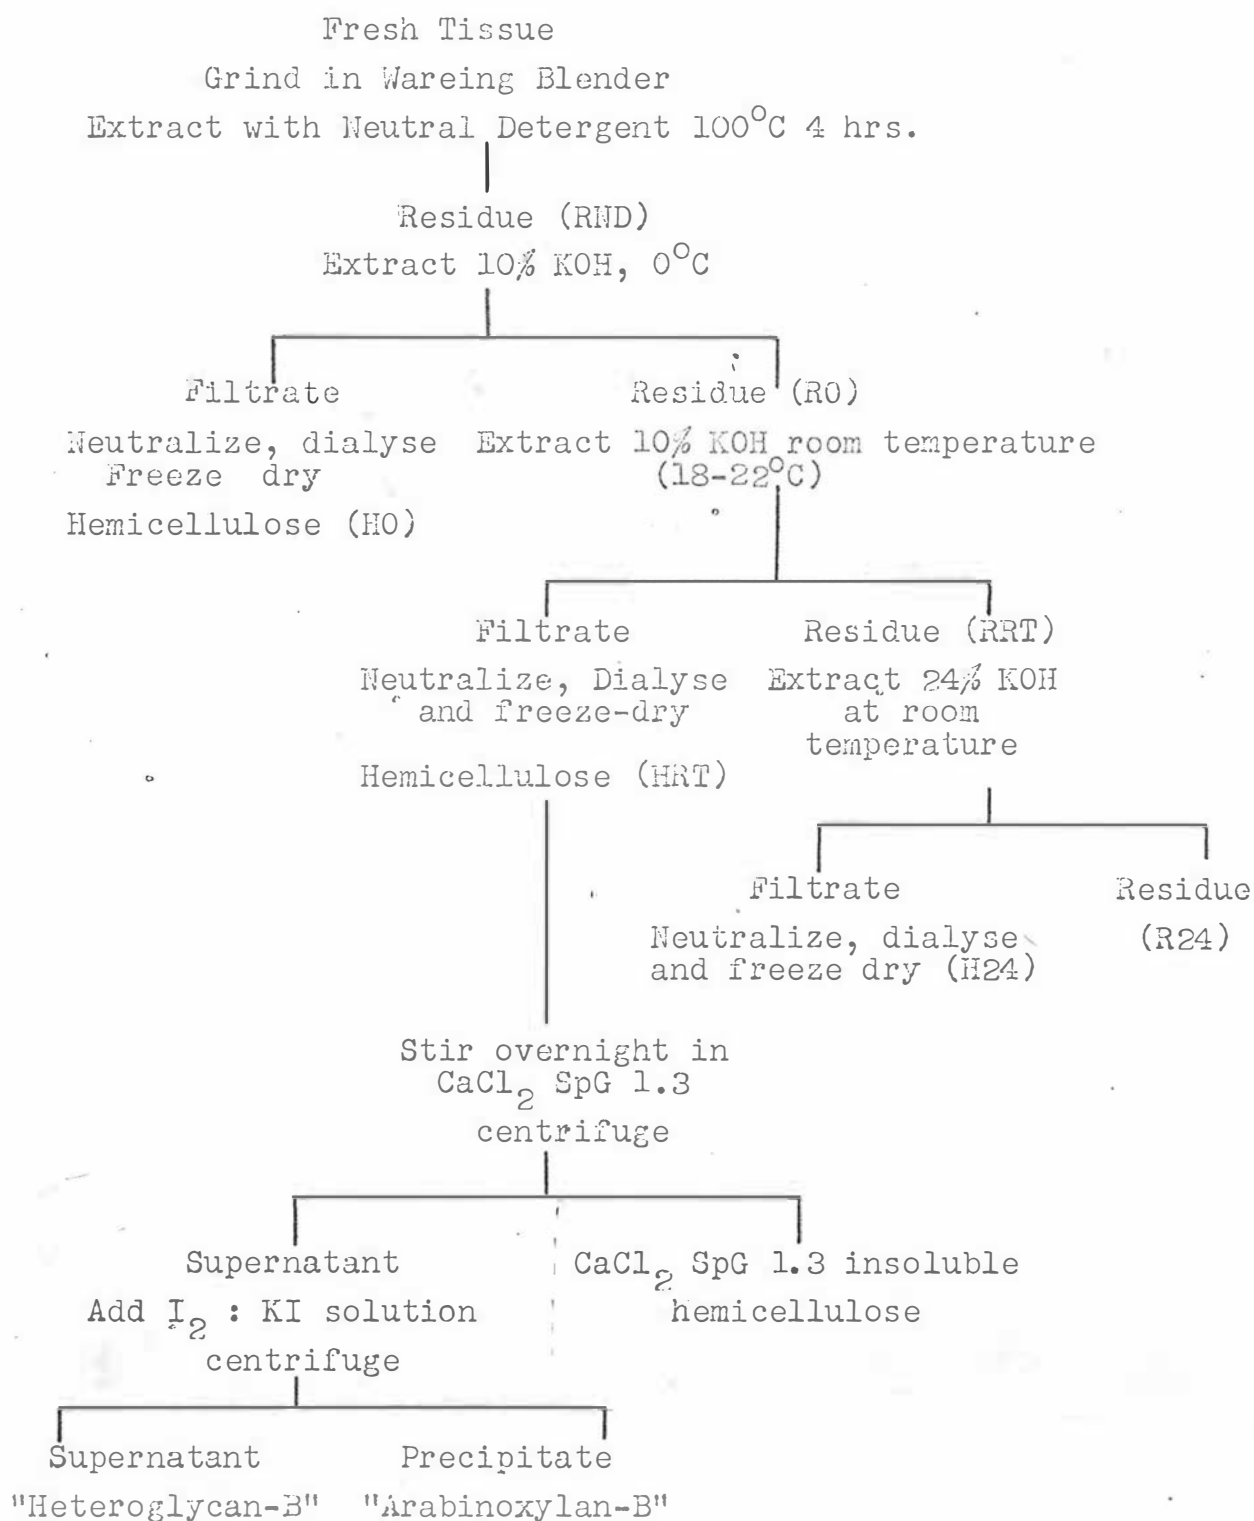 Fresh Tissue
Grind in Wareing Blender
Extract with Neutral Detergent 100°C 4 hrs.
Residue (RND)
Extract 10% KOH, 0°C
Filtrate
Neutralize, dialyse
Freeze dry
Hemicellulose (HO)
Residue (RO)
Extract 10% KOH room temperature
(18-22°C)
Filtrate
Neutralize, Dialyse
and freeze-dry
Hemicellulose (HRT)
Residue (RRT)
Extract 24% KOH
at room
temperature
Filtrate
Neutralize, dialyse
and freeze dry (H24)
Residue
(R24)
Stir overnight in
CaCl₂ SpG 1.3
centrifuge
Supernatant
Add I₂ : KI solution
centrifuge
CaCl₂ SpG 1.3 insoluble
hemicellulose
Supernatant
"Heteroglycan-B"
Precipitate
"Arabinoxylan-B"